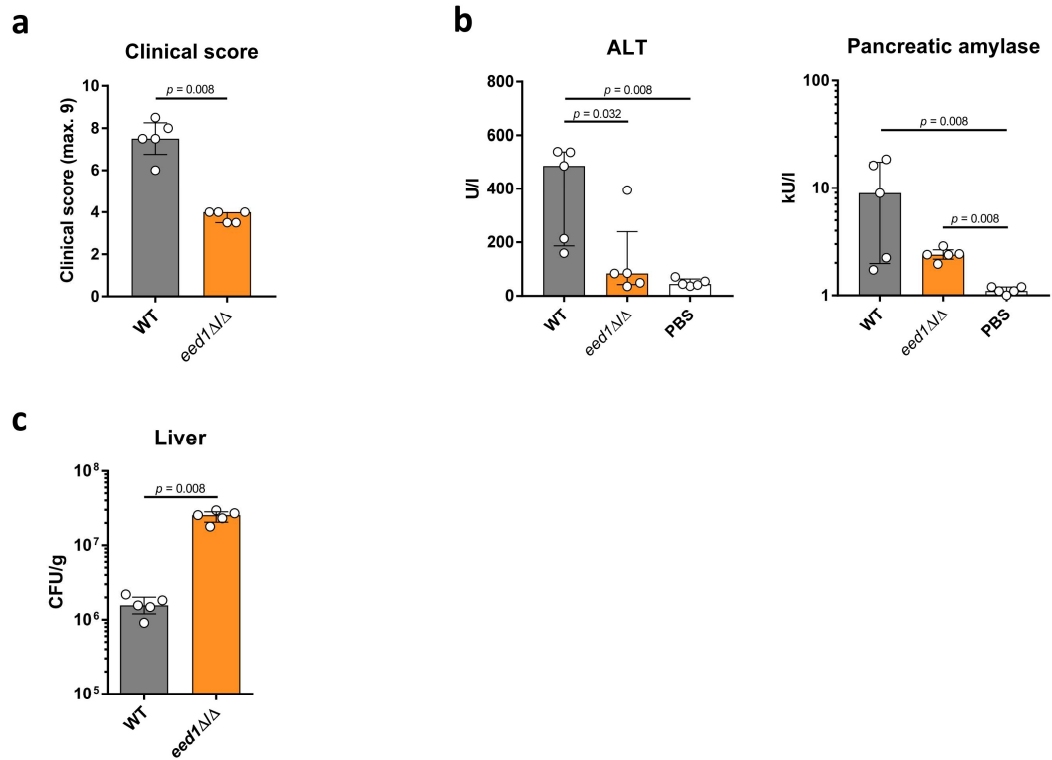 a
Clinical score
Clinical score (max. 9)
10
8
6
4
2
0
p = 0.008
WT
eed1Δ/Δ
b
ALT
U/l
800
600
400
200
0
p = 0.008
p = 0.032
WT
eed1Δ/Δ
PBS
Pancreatic amylase
kU/l
100
10
1
p = 0.008
p = 0.008
WT
eed1Δ/Δ
PBS
c
Liver
CFU/g
10⁸
10⁷
10⁶
10⁵
p = 0.008
WT
eed1Δ/Δ